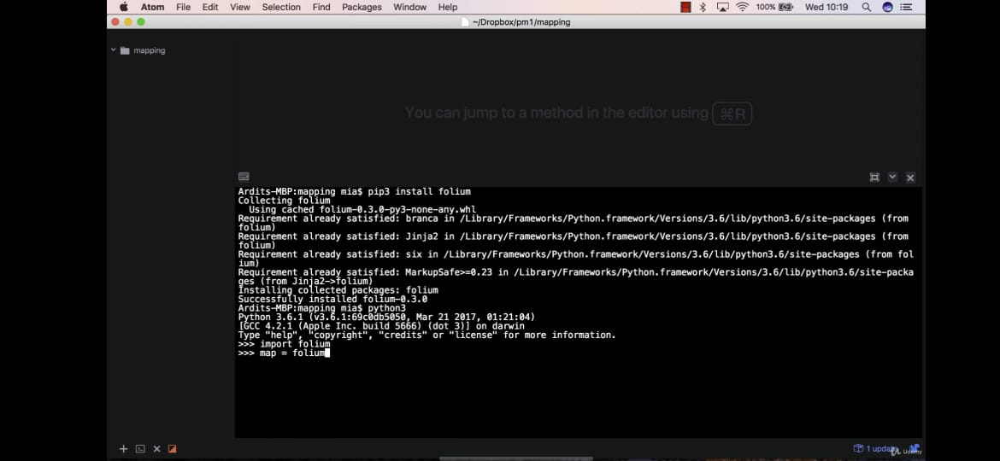 Atom File Edit View Selection Find Packages Window Help 100% Wed 10:19
~/Dropbox/pm1/mapping
mapping
You can jump to a method in the editor using ⌘R
Ardits-MBP:mapping mia$ pip3 install folium
Collecting folium
  Using cached folium-0.3.0-py3-none-any.whl
Requirement already satisfied: branca in /Library/Frameworks/Python.framework/Versions/3.6/lib/python3.6/site-packages (from
folium)
Requirement already satisfied: Jinja2 in /Library/Frameworks/Python.framework/Versions/3.6/lib/python3.6/site-packages (from
folium)
Requirement already satisfied: six in /Library/Frameworks/Python.framework/Versions/3.6/lib/python3.6/site-packages (from fol
ium)
Requirement already satisfied: MarkupSafe>=0.23 in /Library/Frameworks/Python.framework/Versions/3.6/lib/python3.6/site-packa
ges (from Jinja2->folium)
Installing collected packages: folium
Successfully installed folium-0.3.0
Ardits-MBP:mapping mia$ python3
Python 3.6.1 (v3.6.1:69c0db5050, Mar 21 2017, 01:21:04)
[GCC 4.2.1 (Apple Inc. build 5666) (dot 3)] on darwin
Type "help", "copyright", "credits" or "license" for more information.
>>> import folium
>>> map = folium
1 update
Udemy